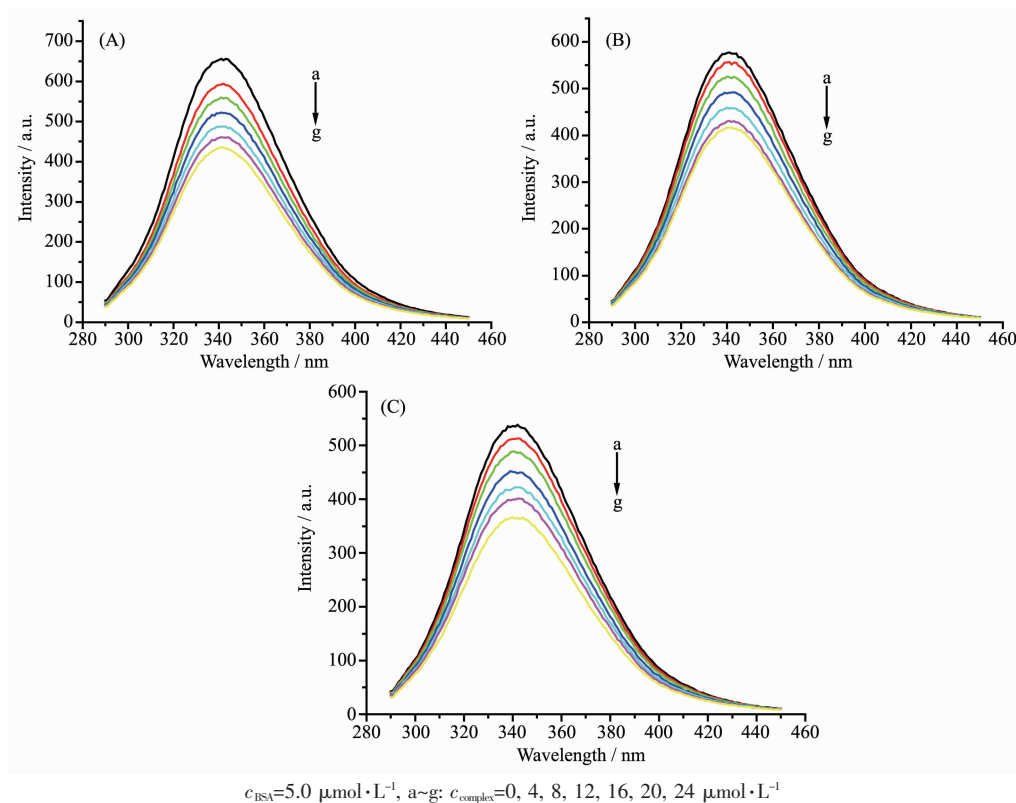 (A)
700
600
500
400
300
200
100
0
Intensity / a.u.
a
g
280 300 320 340 360 380 400 420 440 460
Wavelength / nm
(B)
600
500
400
300
200
100
0
Intensity / a.u.
a
g
280 300 320 340 360 380 400 420 440 460
Wavelength / nm
(C)
600
500
400
300
200
100
0
Intensity / a.u.
a
g
280 300 320 340 360 380 400 420 440 460
Wavelength / nm
c_BSA=5.0 μmol·L⁻¹, a~g: c_complex=0, 4, 8, 12, 16, 20, 24 μmol·L⁻¹